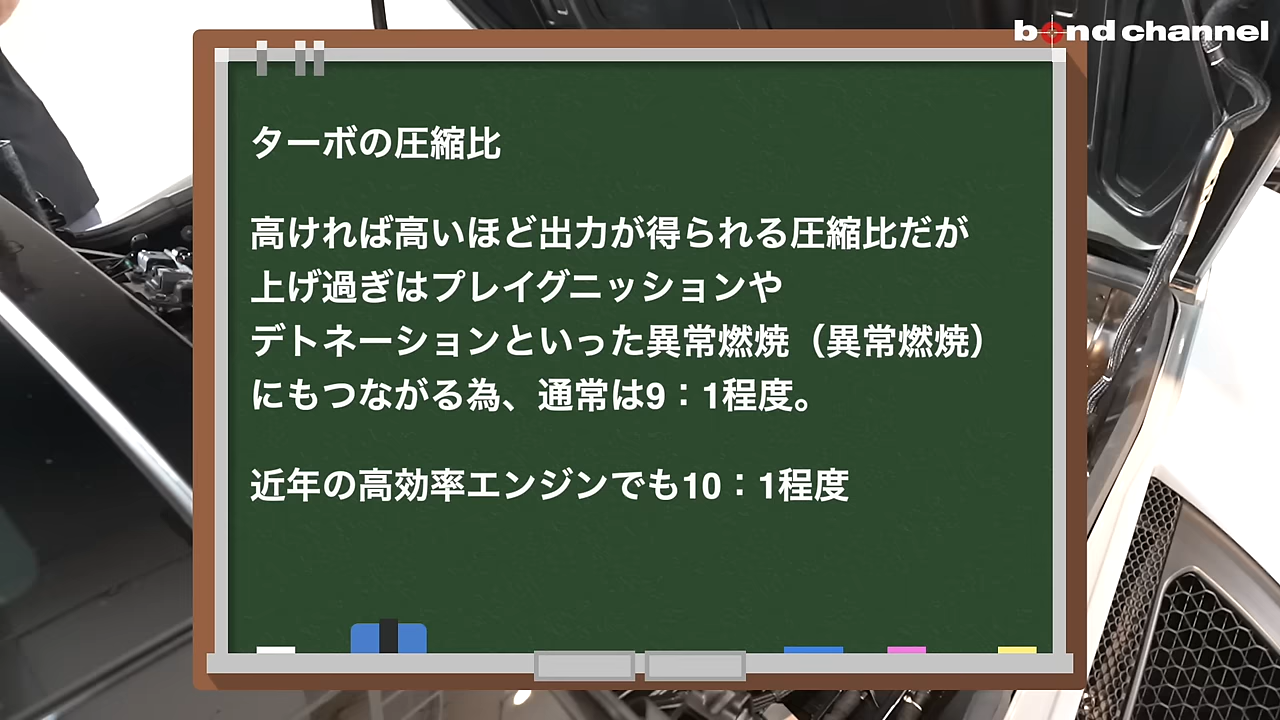 bond channel
ターボの圧縮比
高ければ高いほど出力が得られる圧縮比だが
上げ過ぎはプレイグニッションや
デトネーションといった異常燃焼（異常燃焼）
にもつながる為、通常は9：1程度。
近年の高効率エンジンでも10：1程度